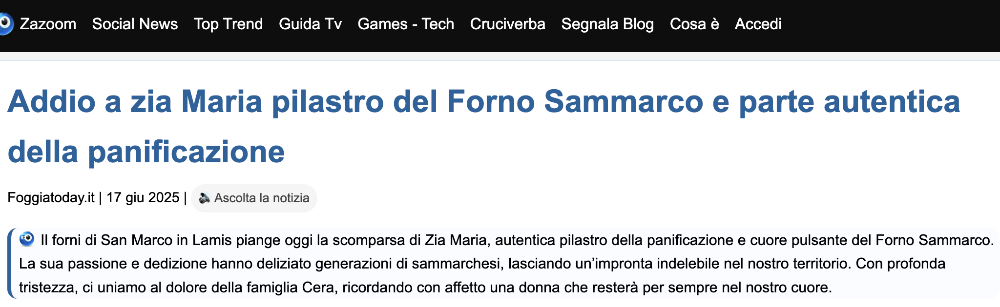 Zazoom Social News Top Trend Guida Tv Games - Tech Cruciverba Segnala Blog Cosa è Accedi
Addio a zia Maria pilastro del Forno Sammarco e parte autentica
della panificazione
Foggiatoday.it | 17 giu 2025 | Ascolta la notizia
Il forni di San Marco in Lamis piange oggi la scomparsa di Zia Maria, autentica pilastro della panificazione e cuore pulsante del Forno Sammarco.
La sua passione e dedizione hanno deliziato generazioni di sammarchesi, lasciando un’impronta indelebile nel nostro territorio. Con profonda
tristezza, ci uniamo al dolore della famiglia Cera, ricordando con affetto una donna che resterà per sempre nel nostro cuore.